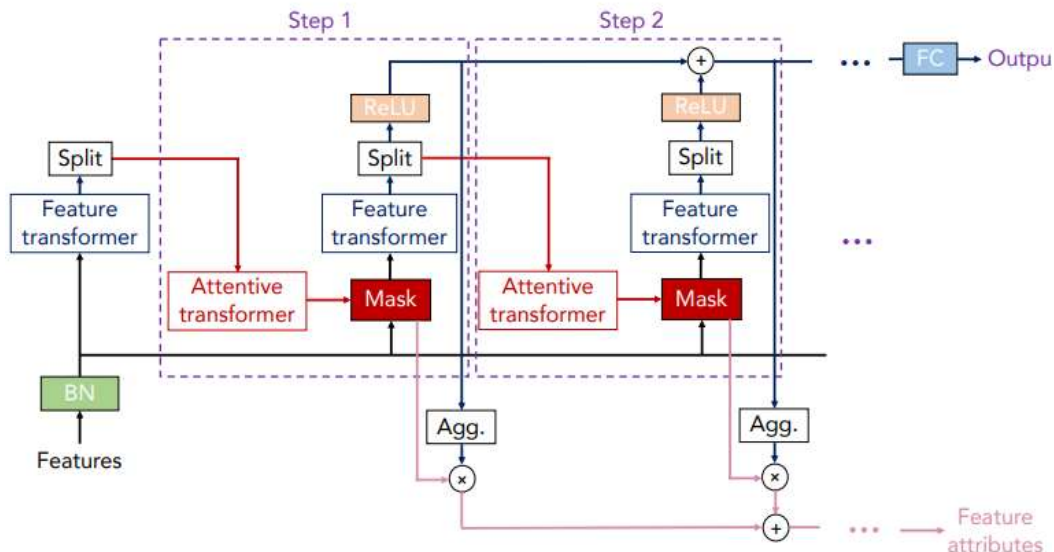 Step 1
Step 2
FC
Outpu
ReLU
ReLU
Split
Split
Split
Feature
transformer
Feature
transformer
Feature
transformer
...
...
Attentive
transformer
Mask
Attentive
transformer
Mask
BN
Features
Agg.
Agg.
...
Feature
attributes